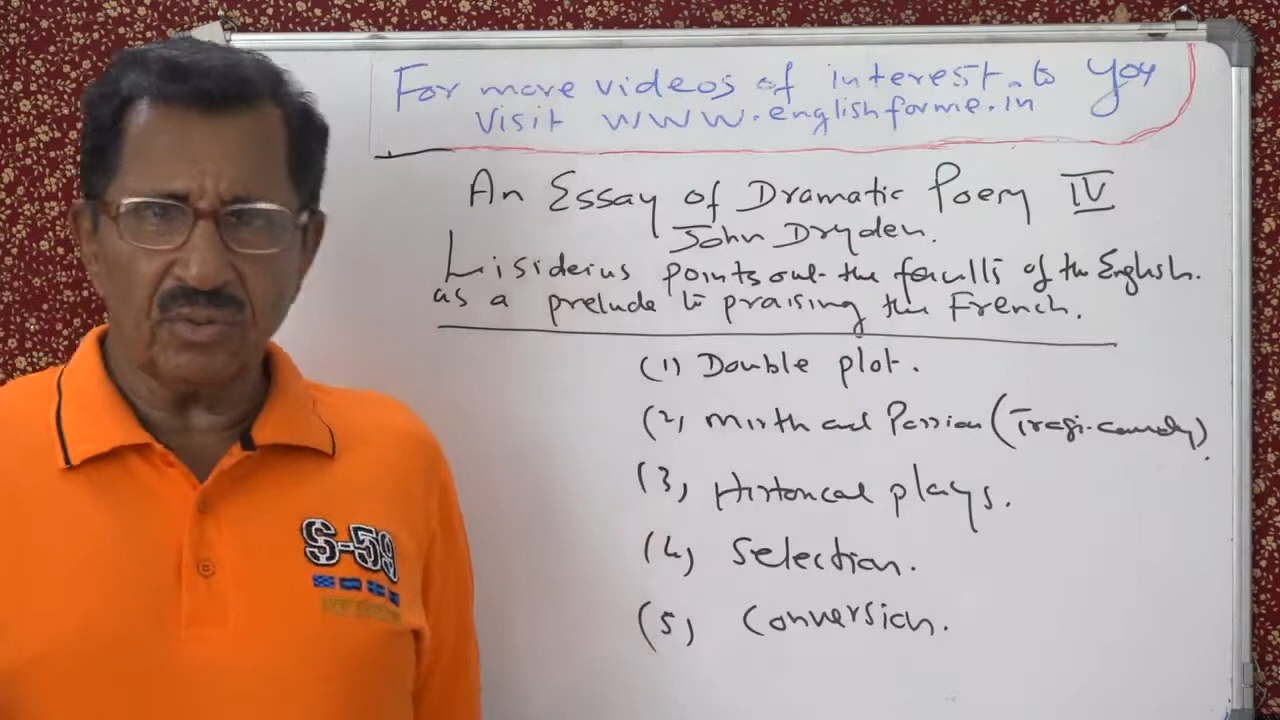 For more videos of interest to you
Visit www.englishforme.in
An Essay of Dramatic Poesy IV
John Dryden.
Lisideius points out the faults of the English.
as a prelude to praising the French.
(1) Double plot.
(2) Mirth and Passion (Tragi-comedy).
(3) Historical plays.
(4) Selection.
(5) Conversion.
S-59